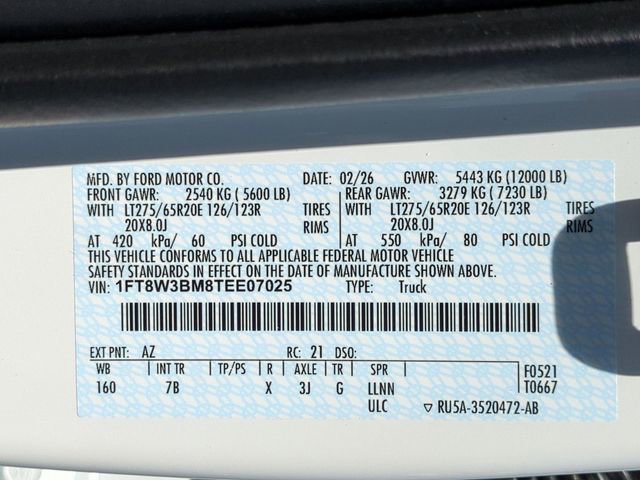 MFD. BY FORD MOTOR CO. DATE: 02/26 GVWR: 5443 KG (12000 LB)
FRONT GAWR: 2540 KG ( 5600 LB) REAR GAWR: 3279 KG ( 7230 LB)
WITH LT275/65R20E 126/123R TIRES WITH LT275/65R20E 126/123R TIRES
20X8.0J RIMS 20X8.0J RIMS
AT 420 kPa/ 60 PSI COLD AT 550 kPa/ 80 PSI COLD
THIS VEHICLE CONFORMS TO ALL APPLICABLE FEDERAL MOTOR VEHICLE
SAFETY STANDARDS IN EFFECT ON THE DATE OF MANUFACTURE SHOWN ABOVE.
VIN: 1FT8W3BM8TEE07025 TYPE: Truck
EXT PNT: AZ RC: 21 DSO:
WB INT TR TP/PS R AXLE TR SPR F0521
160 7B X 3J G LLNN T0667
ULC ▽ RU5A-3520472-AB